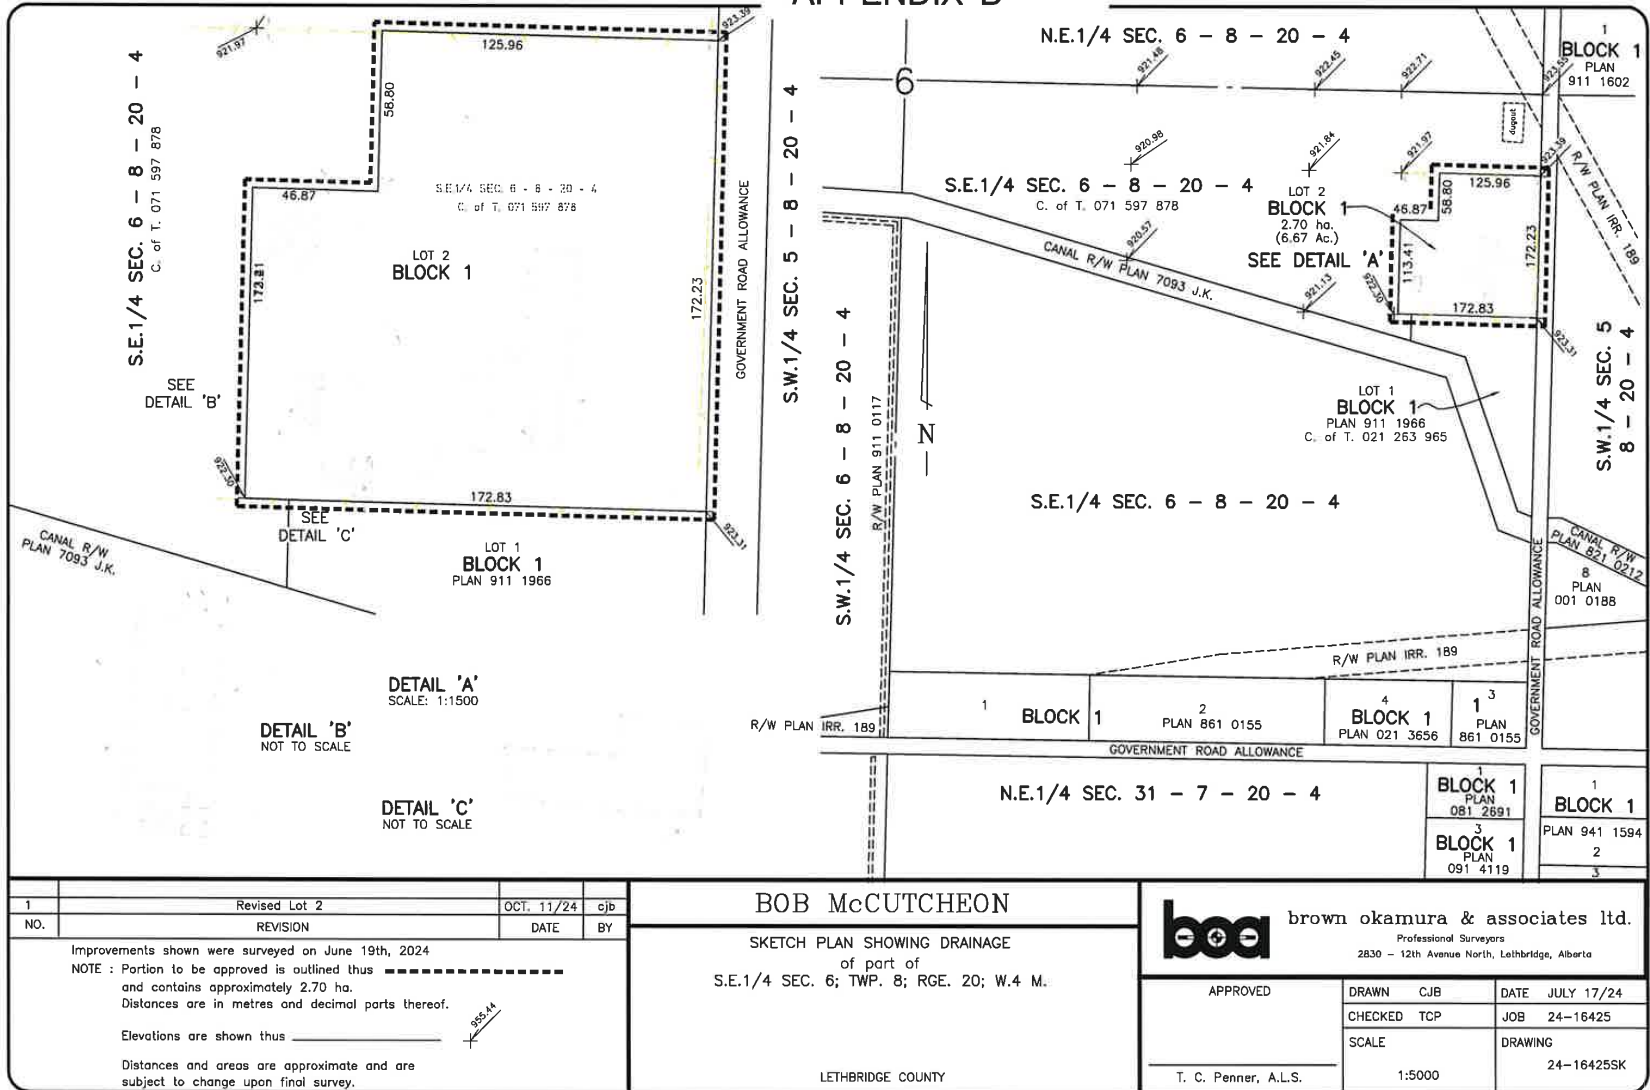 APPENDIX B
921.97
923.39
125.96
58.80
46.87
S.E.1/4 SEC. 6 - 8 - 20 - 4
C. of T. 071 597 878
S.E.1/4 SEC. 6 - 8 - 20 - 4
C. of T. 071 597 878
LOT 2
BLOCK 1
172.23
GOVERNMENT ROAD ALLOWANCE
S.W.1/4 SEC. 5 - 8 - 20 - 4
SEE
DETAIL 'B'
922.30
172.83
SEE
DETAIL 'C'
923.31
CANAL R/W
PLAN 7093 J.K.
LOT 1
BLOCK 1
PLAN 911 1966
DETAIL 'A'
SCALE: 1:1500
DETAIL 'B'
NOT TO SCALE
DETAIL 'C'
NOT TO SCALE
N.E.1/4 SEC. 6 - 8 - 20 - 4
6
921.48
922.45
922.71
923.55
1
BLOCK 1
PLAN
911 1602
dugout
920.98
921.84
921.97
923.39
R/W PLAN IRR. 189
S.E.1/4 SEC. 6 - 8 - 20 - 4
C. of T. 071 597 878
LOT 2
BLOCK 1
2.70 ha.
(6.67 Ac.)
SEE DETAIL 'A'
125.96
58.80
46.87
113.41
172.23
172.83
922.30
923.31
920.57
921.13
CANAL R/W PLAN 7093 J.K.
S.W.1/4 SEC. 6 - 8 - 20 - 4
R/W PLAN 911 0117
N
LOT 1
BLOCK 1
PLAN 911 1966
C. of T. 021 263 965
S.W.1/4 SEC. 5
8 - 20 - 4
S.E.1/4 SEC. 6 - 8 - 20 - 4
CANAL R/W
PLAN 821 0212
8
PLAN
001 0188
GOVERNMENT ROAD ALLOWANCE
R/W PLAN IRR. 189
R/W PLAN IRR. 189
1
BLOCK 1
2
PLAN 861 0155
4
BLOCK 1
PLAN 021 3656
3
1
PLAN
861 0155
GOVERNMENT ROAD ALLOWANCE
N.E.1/4 SEC. 31 - 7 - 20 - 4
1
BLOCK 1
PLAN
081 2691
3
BLOCK 1
PLAN
091 4119
1
BLOCK 1
PLAN 941 1594
2
3
1 Revised Lot 2 OCT. 11/24 cjb
NO. REVISION DATE BY
Improvements shown were surveyed on June 19th, 2024
NOTE : Portion to be approved is outlined thus
and contains approximately 2.70 ha.
Distances are in metres and decimal parts thereof.
Elevations are shown thus
955.44
Distances and areas are approximate and are
subject to change upon final survey.
BOB McCUTCHEON
SKETCH PLAN SHOWING DRAINAGE
of part of
S.E.1/4 SEC. 6; TWP. 8; RGE. 20; W.4 M.
LETHBRIDGE COUNTY
boa
brown okamura & associates ltd.
Professional Surveyors
2830 - 12th Avenue North, Lethbridge, Alberta
APPROVED
T. C. Penner, A.L.S.
DRAWN CJB
CHECKED TCP
SCALE
1:5000
DATE JULY 17/24
JOB 24-16425
DRAWING
24-16425SK